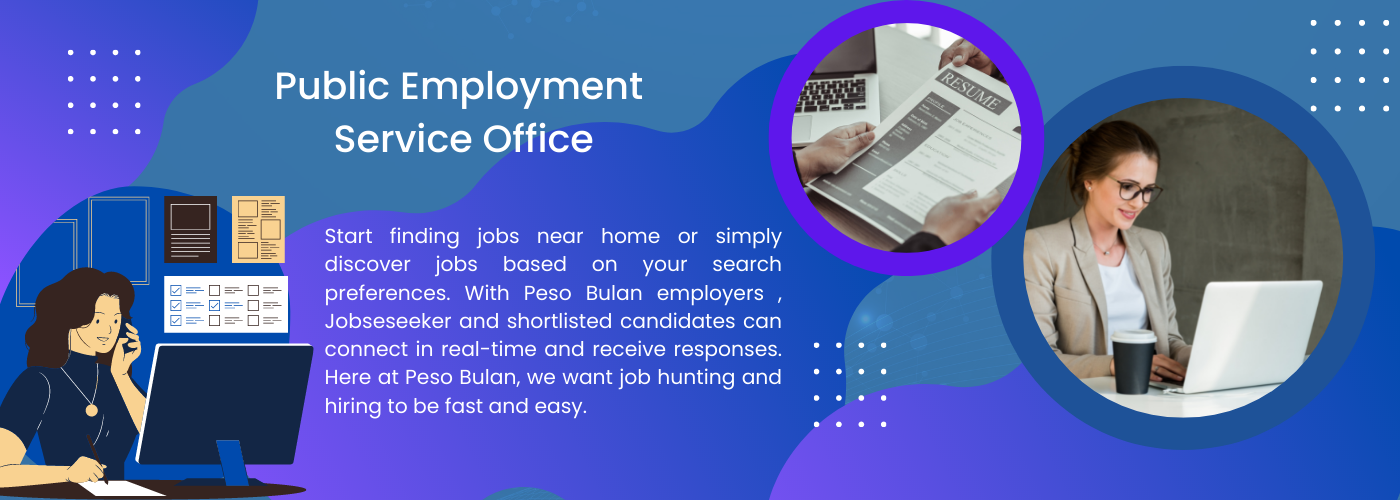 Public Employment
Service Office
Start finding jobs near home or simply
discover jobs based on your search
preferences. With Peso Bulan employers ,
Jobseseeker and shortlisted candidates can
connect in real-time and receive responses.
Here at Peso Bulan, we want job hunting and
hiring to be fast and easy.
RESUME